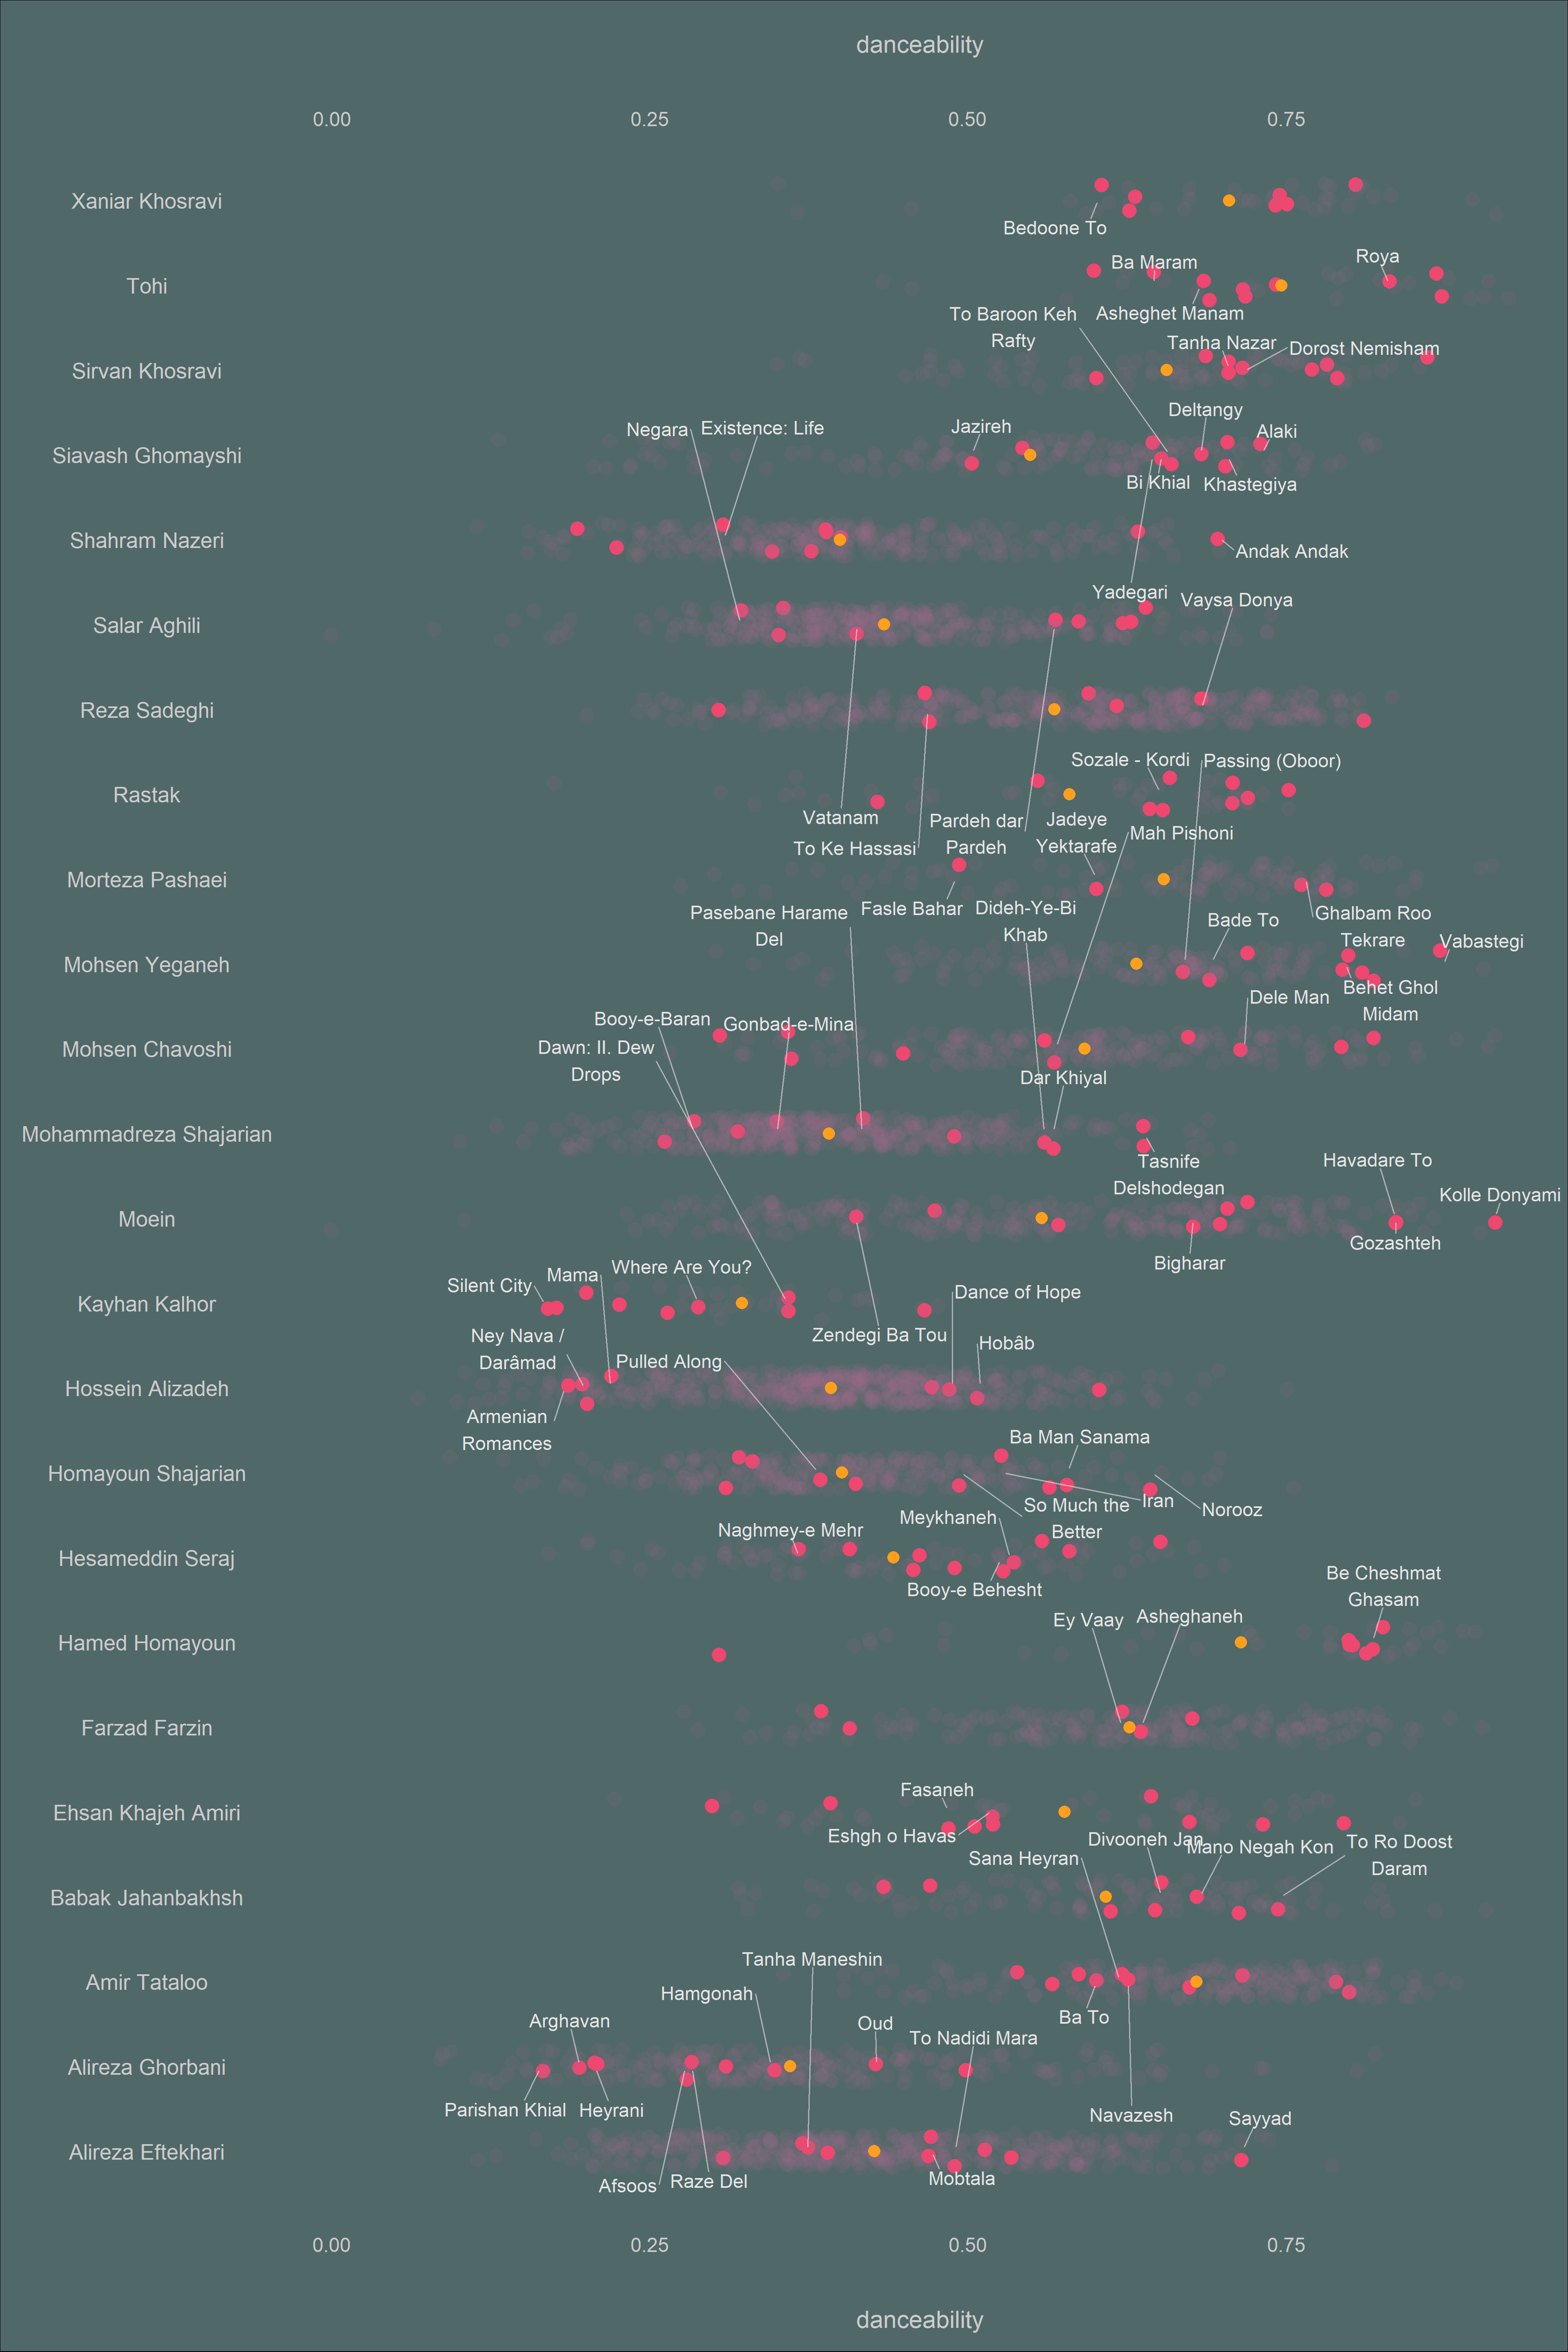 danceability
0.00 0.25 0.50 0.75
Xaniar Khosravi
Bedoone To
Ba Maram
Roya
Tohi
To Baroon Keh
Rafty
Asheghet Manam
Tanha Nazar
Dorost Nemisham
Sirvan Khosravi
Deltangy
Negara
Existence: Life
Jazireh
Alaki
Siavash Ghomayshi
Bi Khial
Khastegiya
Shahram Nazeri
Andak Andak
Yadegari
Vaysa Donya
Salar Aghili
Reza Sadeghi
Sozale - Kordi
Passing (Oboor)
Rastak
Vatanam
Pardeh dar
Pardeh
Jadeye
Yektarafe
Mah Pishoni
To Ke Hassasi
Morteza Pashaei
Pasebane Harame
Del
Fasle Bahar
Dideh-Ye-Bi
Khab
Bade To
Ghalbam Roo
Tekrare
Vabastegi
Mohsen Yeganeh
Behet Ghol
Midam
Dele Man
Booy-e-Baran
Gonbad-e-Mina
Mohsen Chavoshi
Dawn: II. Dew
Drops
Dar Khiyal
Mohammadreza Shajarian
Tasnife
Delshodegan
Havadare To
Kolle Donyami
Moein
Gozashteh
Bigharar
Silent City
Mama
Where Are You?
Dance of Hope
Kayhan Kalhor
Ney Nava /
Darâmad
Zendegi Ba Tou
Hobâb
Pulled Along
Hossein Alizadeh
Armenian
Romances
Ba Man Sanama
Homayoun Shajarian
So Much the
Better
Iran
Norooz
Meykhaneh
Naghmey-e Mehr
Hesameddin Seraj
Booy-e Behesht
Be Cheshmat
Ghasam
Ey Vaay
Asheghaneh
Hamed Homayoun
Farzad Farzin
Fasaneh
Ehsan Khajeh Amiri
Eshgh o Havas
Divooneh Jan
Mano Negah Kon
To Ro Doost
Daram
Sana Heyran
Babak Jahanbakhsh
Tanha Maneshin
Amir Tataloo
Hamgonah
Ba To
Arghavan
Oud
To Nadidi Mara
Alireza Ghorbani
Parishan Khial
Heyrani
Navazesh
Sayyad
Alireza Eftekhari
Afsoos
Raze Del
Mobtala
0.00 0.25 0.50 0.75
danceability